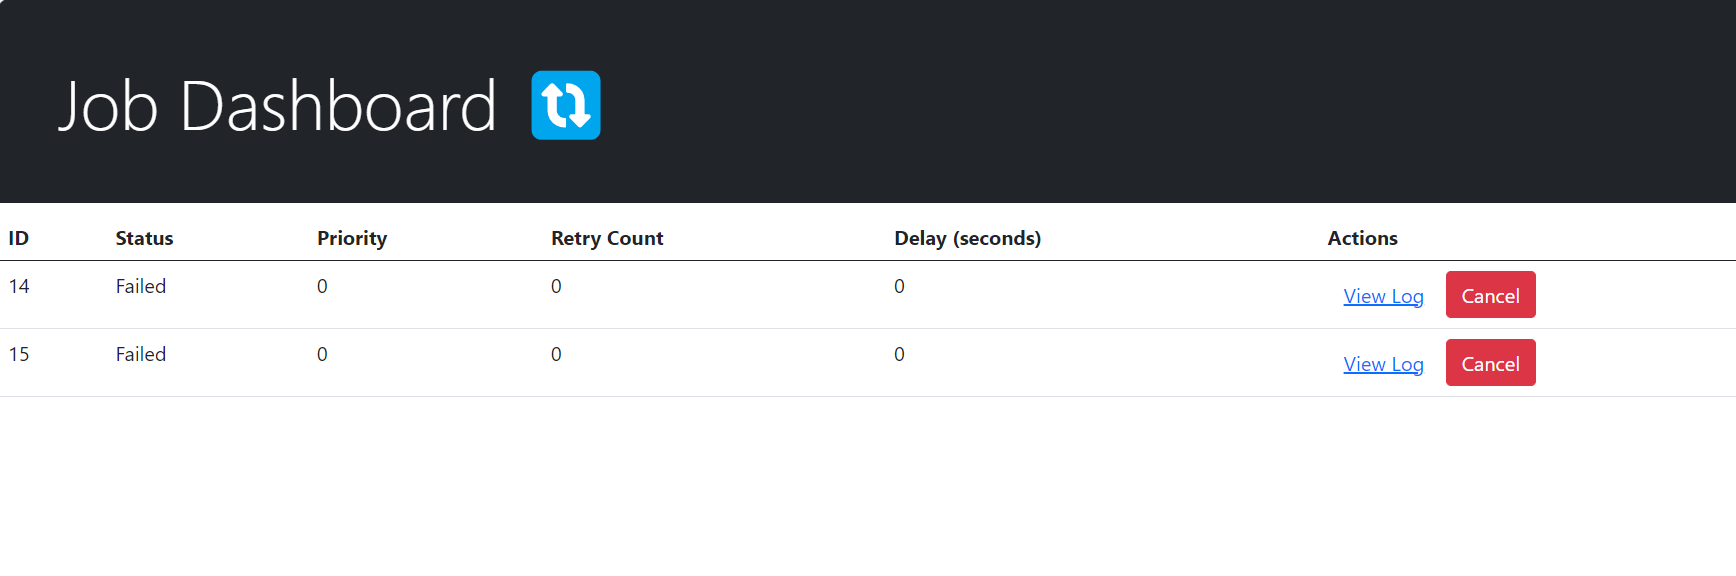 Job Dashboard
ID Status Priority Retry Count Delay (seconds) Actions
14 Failed 0 0 0 View Log Cancel
15 Failed 0 0 0 View Log Cancel